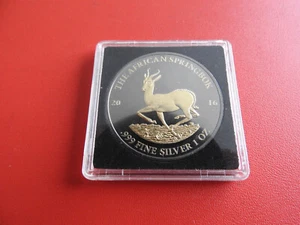 THE AFRICAN SPRINGBOK
20 16
.999 FINE SILVER 1 OZ